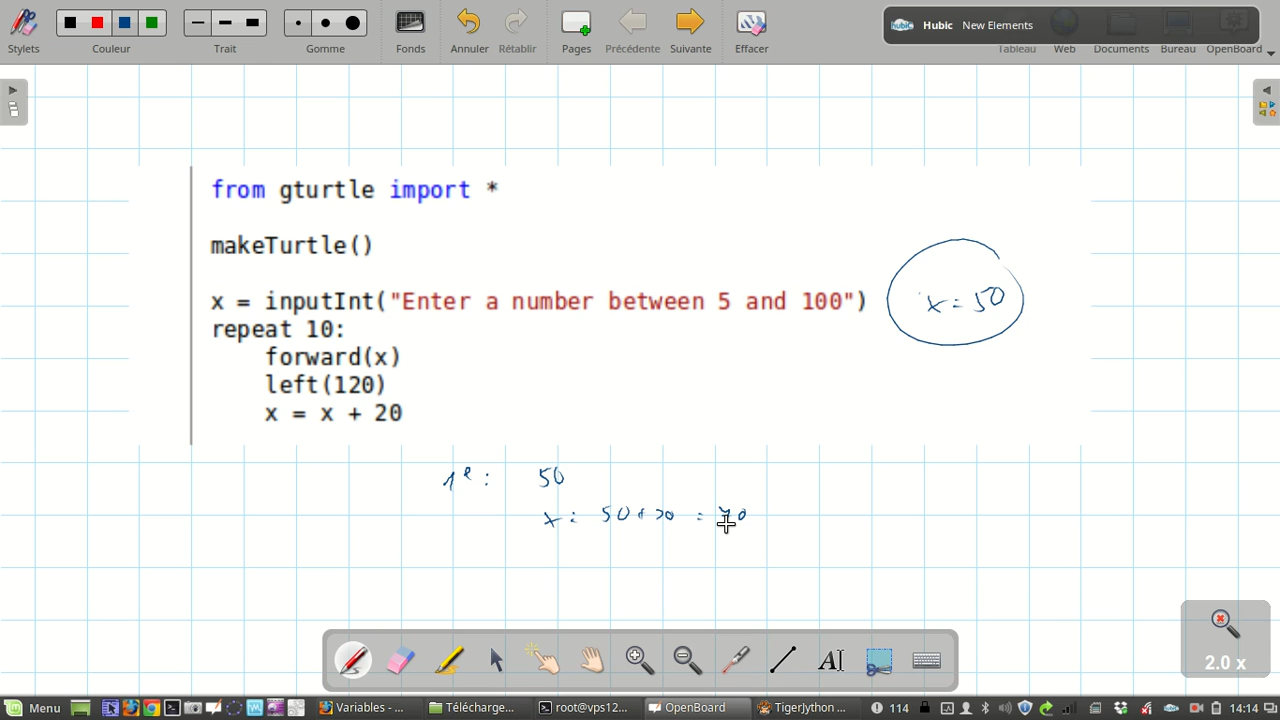 Stylets Couleur Trait Gomme Fonds Annuler Rétablir Pages Précédente Suivante Effacer Tableau Web Documents Bureau OpenBoard
Hubic New Elements
from gturtle import *
makeTurtle()
x = inputInt("Enter a number between 5 and 100")
x = 50
repeat 10:
forward(x)
left(120)
x = x + 20
1e : 50
x = 50 + 20 = 70
2.0 x
Menu Variables - ... Télécharge... root@vps12... OpenBoard TigerJython ... 114 14:14